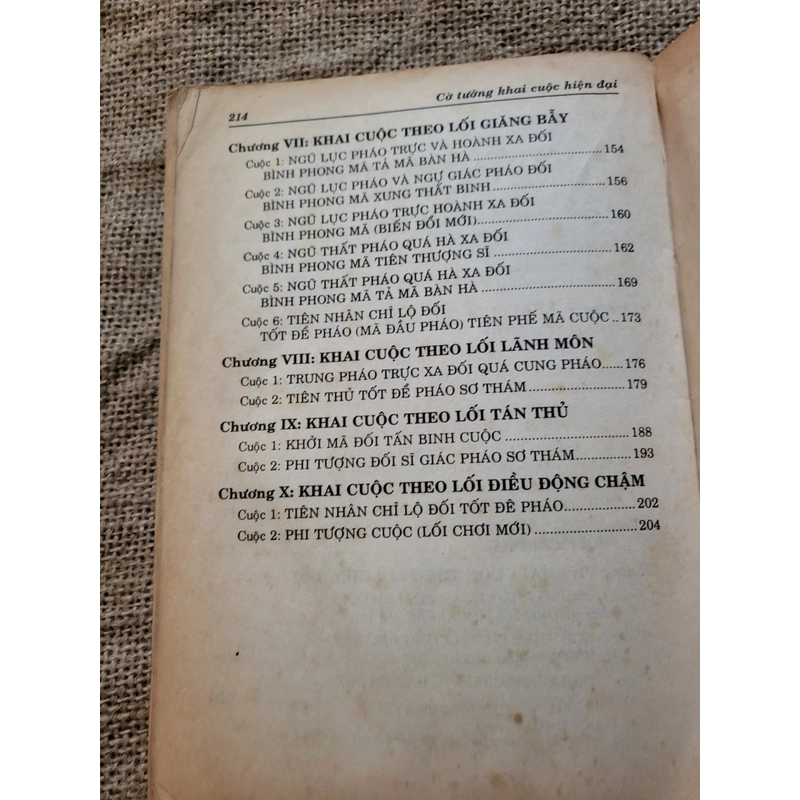 214 Cờ tướng khai cuộc hiện đại
Chương VII: KHAI CUỘC THEO LỐI GIĂNG BẪY
Cuộc 1: NGŨ LỤC PHÁO TRỰC VÀ HOÀNH XA ĐỐI
BÌNH PHONG MÃ TẢ MÃ BÀN HÀ ........................ 154
Cuộc 2: NGŨ LỤC PHÁO VÀ NGƯ GIÁC PHÁO ĐỐI
BÌNH PHONG MÃ XUNG THẤT BINH ..................... 156
Cuộc 3: NGŨ LỤC PHÁO TRỰC HOÀNH XA ĐỐI
BÌNH PHONG MÃ (BIẾN ĐỔI MỚI)........................ 160
Cuộc 4: NGŨ THẤT PHÁO QUÁ HÀ XA ĐỐI
BÌNH PHONG MÃ TIÊN THƯỢNG SĨ ..................... 162
Cuộc 5: NGŨ THẤT PHÁO QUÁ HÀ XA ĐỐI
BÌNH PHONG MÃ TẢ MÃ BÀN HÀ ........................ 169
Cuộc 6: TIÊN NHÂN CHỈ LỘ ĐỐI
TỐT ĐỂ PHÁO (MÃ ĐẦU PHÁO) TIÊN PHẾ MÃ CUỘC ..173
Chương VIII: KHAI CUỘC THEO LỐI LÃNH MÔN
Cuộc 1: TRUNG PHÁO TRỰC XA ĐỐI QUÁ CUNG PHÁO...... 176
Cuộc 2: TIÊN THỦ TỐT ĐỂ PHÁO SƠ THÁM .................... 179
Chương IX: KHAI CUỘC THEO LỐI TÁN THỦ
Cuộc 1: KHỞI MÃ ĐỐI TẤN BINH CUỘC ......................... 188
Cuộc 2: PHI TƯỢNG ĐỐI SĨ GIÁC PHÁO SƠ THÁM........... 193
Chương X: KHAI CUỘC THEO LỐI ĐIỀU ĐỘNG CHẬM
Cuộc 1: TIÊN NHÂN CHỈ LỘ ĐỐI TỐT ĐÊ PHÁO.............. 202
Cuộc 2: PHI TƯỢNG CUỘC (LỐI CHƠI MỚI) .................... 204